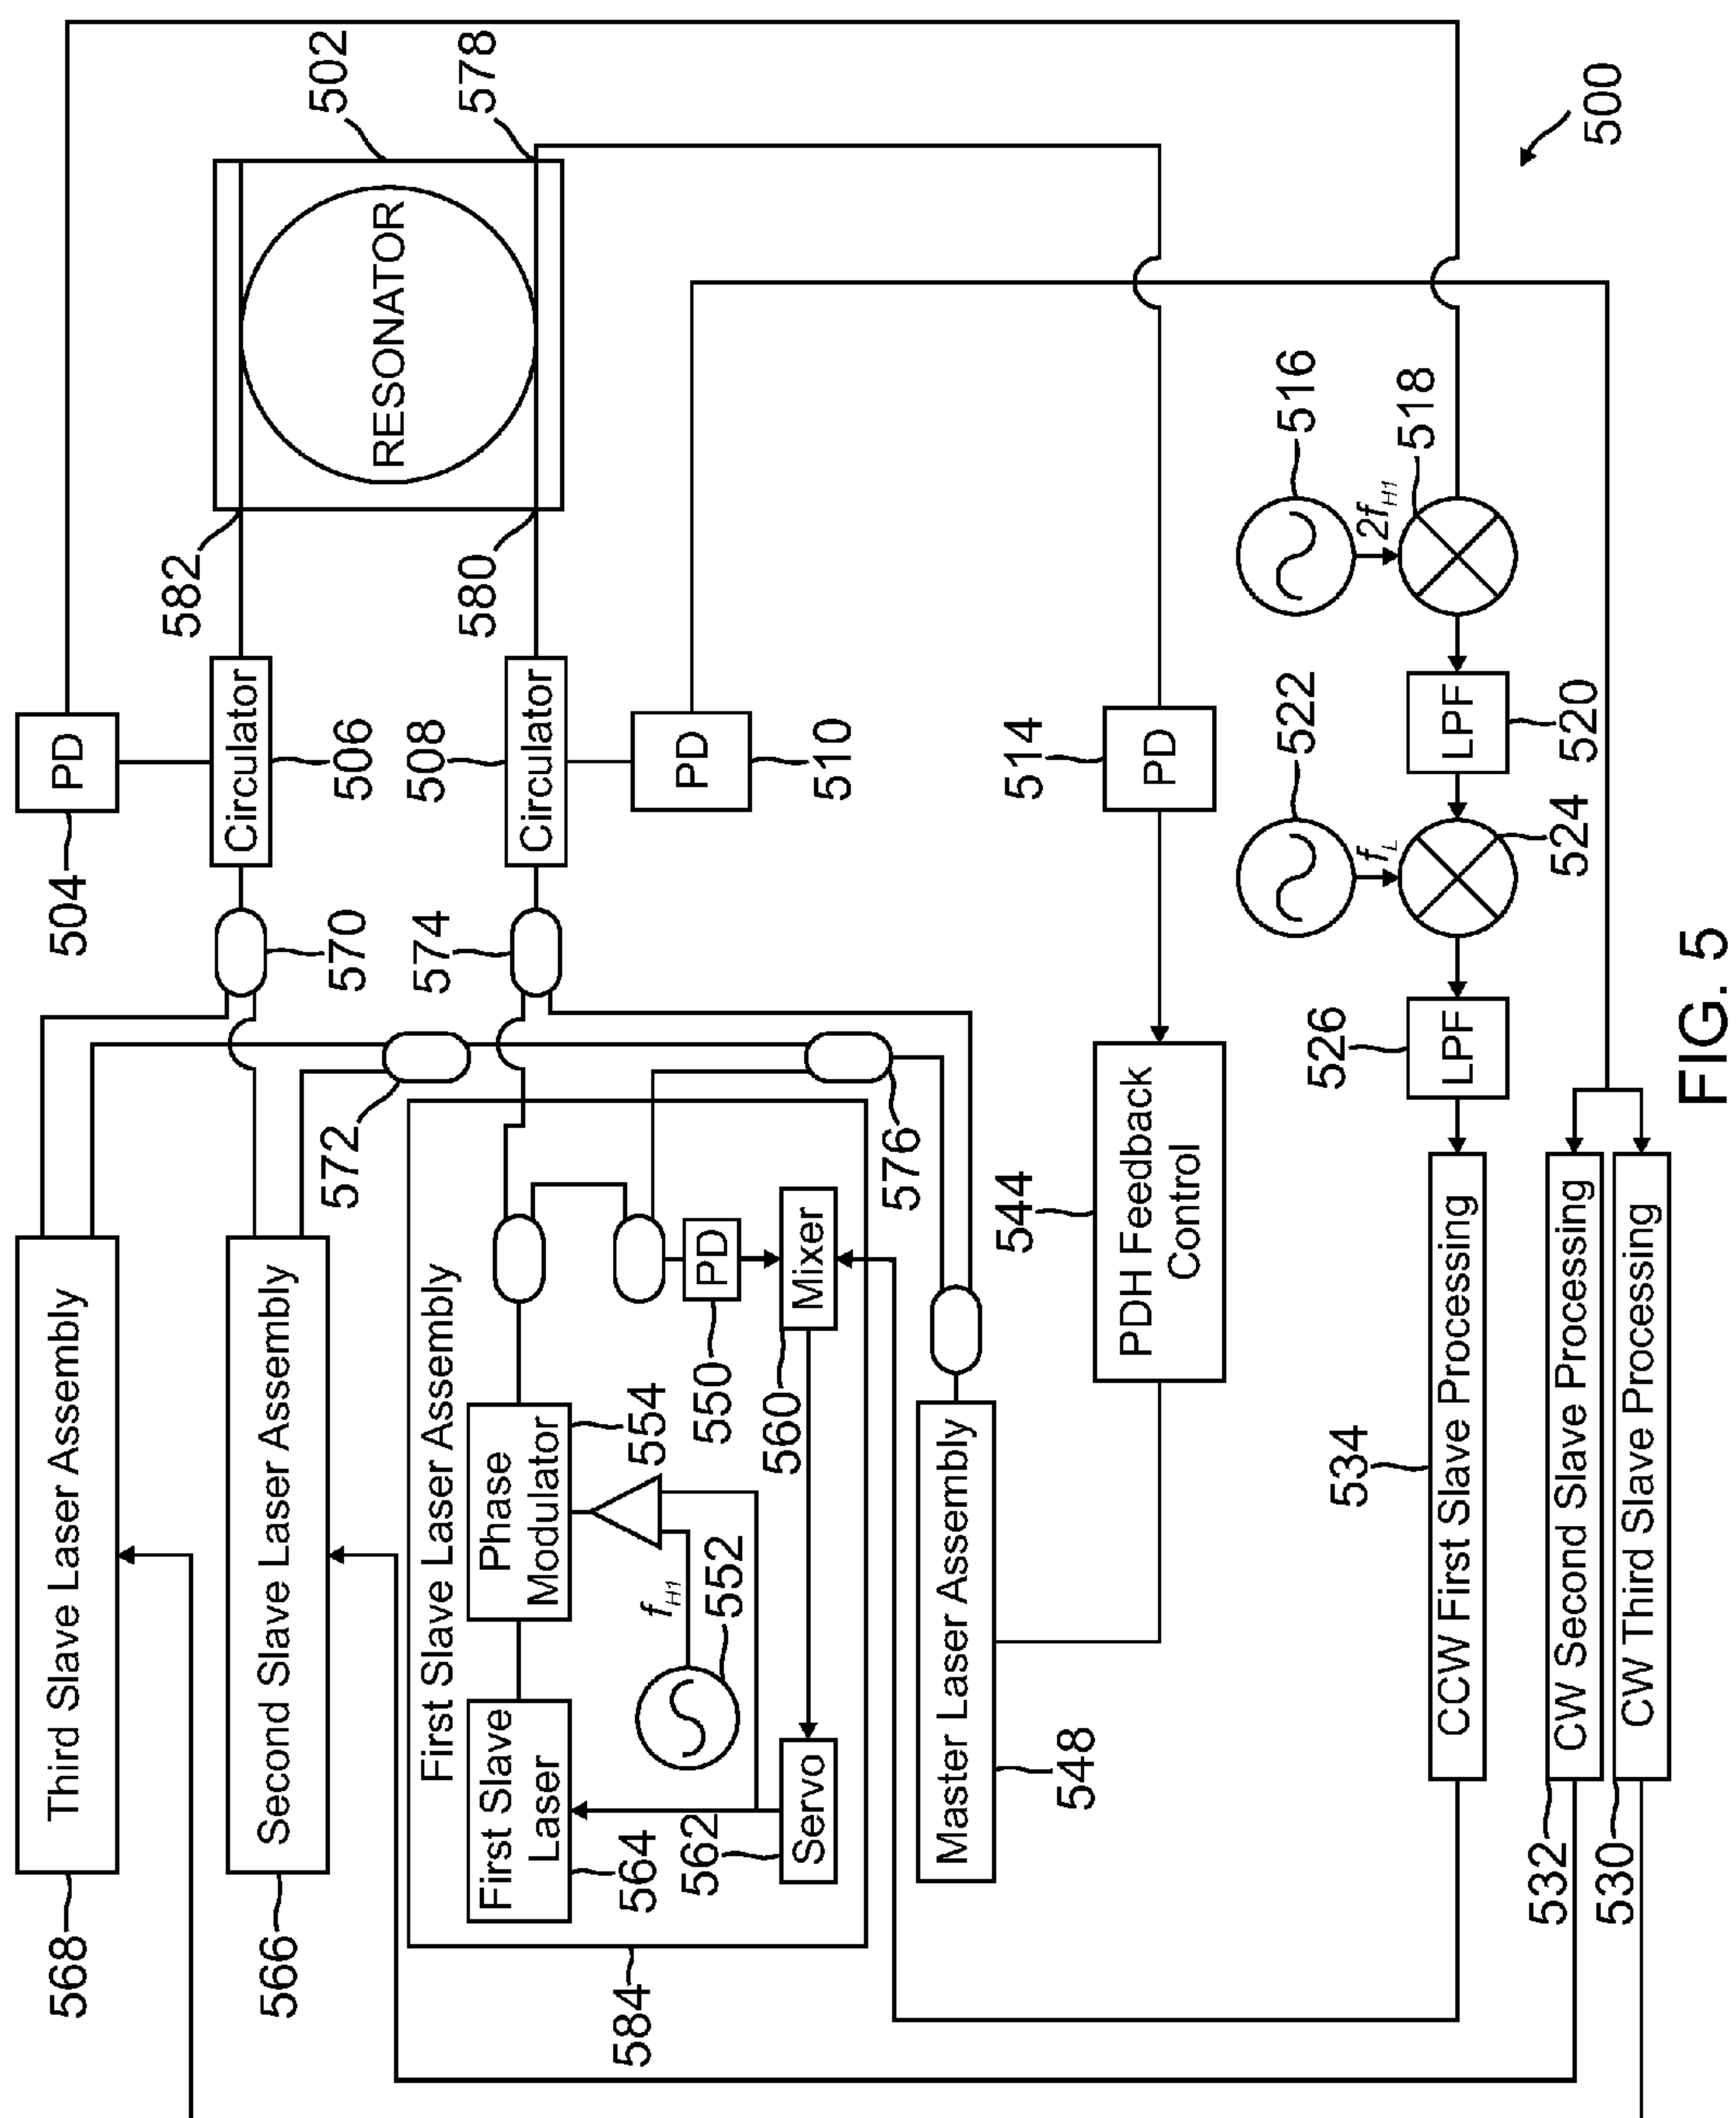 568
Third Slave Laser Assembly
566
Second Slave Laser Assembly
584
First Slave Laser Assembly
First Slave
Laser
564
Phase
Modulator
554
f_H1
552
562
Servo
560
Mixer
550
PD
572
576
570
574
504
PD
Circulator
506
508
Circulator
PD
510
582
580
RESONATOR
502
578
Master Laser Assembly
548
544
PDH Feedback
Control
514
PD
516
2f_H1
518
522
f_L
524
LPF
520
526
LPF
534
CCW First Slave Processing
532
CW Second Slave Processing
530
CW Third Slave Processing
500
FIG. 5